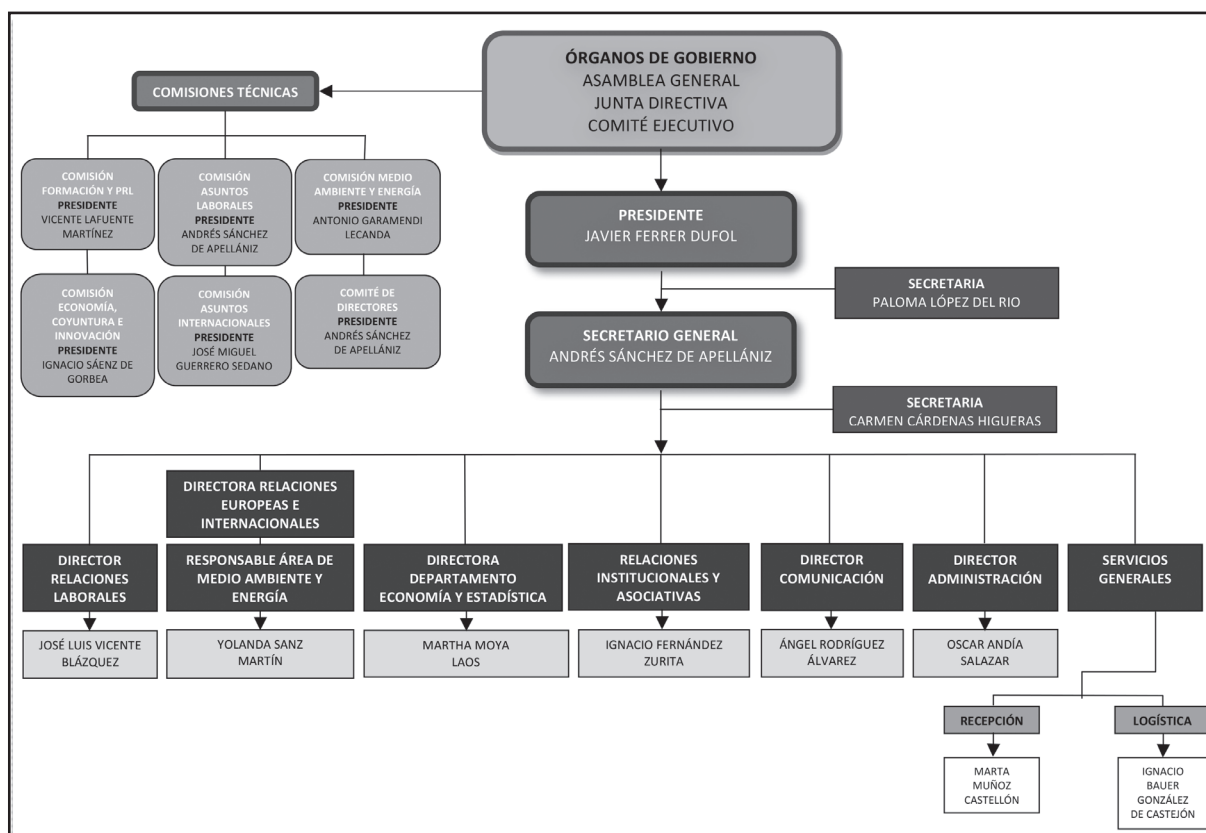 ÓRGANOS DE GOBIERNO
ASAMBLEA GENERAL
JUNTA DIRECTIVA
COMITÉ EJECUTIVO
COMISIONES TÉCNICAS
COMISIÓN
FORMACIÓN Y PRL
PRESIDENTE
VICENTE LAFUENTE
MARTÍNEZ
COMISIÓN
ASUNTOS
LABORALES
PRESIDENTE
ANDRÉS SÁNCHEZ
DE APELLÁNIZ
COMISIÓN MEDIO
AMBIENTE Y ENERGÍA
PRESIDENTE
ANTONIO GARAMENDI
LECANDA
COMISIÓN
ECONOMÍA,
COYUNTURA E
INNOVACIÓN
PRESIDENTE
IGNACIO SÁENZ DE
GORBEA
COMISIÓN
ASUNTOS
INTERNACIONALES
PRESIDENTE
JOSÉ MIGUEL
GUERRERO SEDANO
COMITÉ DE
DIRECTORES
PRESIDENTE
ANDRÉS SÁNCHEZ
DE APELLÁNIZ
PRESIDENTE
JAVIER FERRER DUFOL
SECRETARIA
PALOMA LÓPEZ DEL RIO
SECRETARIO GENERAL
ANDRÉS SÁNCHEZ DE APELLÁNIZ
SECRETARIA
CARMEN CÁRDENAS HIGUERAS
DIRECTOR
RELACIONES
LABORALES
JOSÉ LUIS VICENTE
BLÁZQUEZ
DIRECTORA RELACIONES
EUROPEAS E
INTERNACIONALES
RESPONSABLE ÁREA DE
MEDIO AMBIENTE Y
ENERGÍA
YOLANDA SANZ
MARTÍN
DIRECTORA
DEPARTAMENTO
ECONOMÍA Y ESTADÍSTICA
MARTHA MOYA
LAOS
RELACIONES
INSTITUCIONALES Y
ASOCIATIVAS
IGNACIO FERNÁNDEZ
ZURITA
DIRECTOR
COMUNICACIÓN
ÁNGEL RODRÍGUEZ
ÁLVAREZ
DIRECTOR
ADMINISTRACIÓN
OSCAR ANDÍA
SALAZAR
SERVICIOS
GENERALES
RECEPCIÓN
MARTA
MUÑOZ
CASTELLÓN
LOGÍSTICA
IGNACIO
BAUER
GONZÁLEZ
DE CASTEJÓN